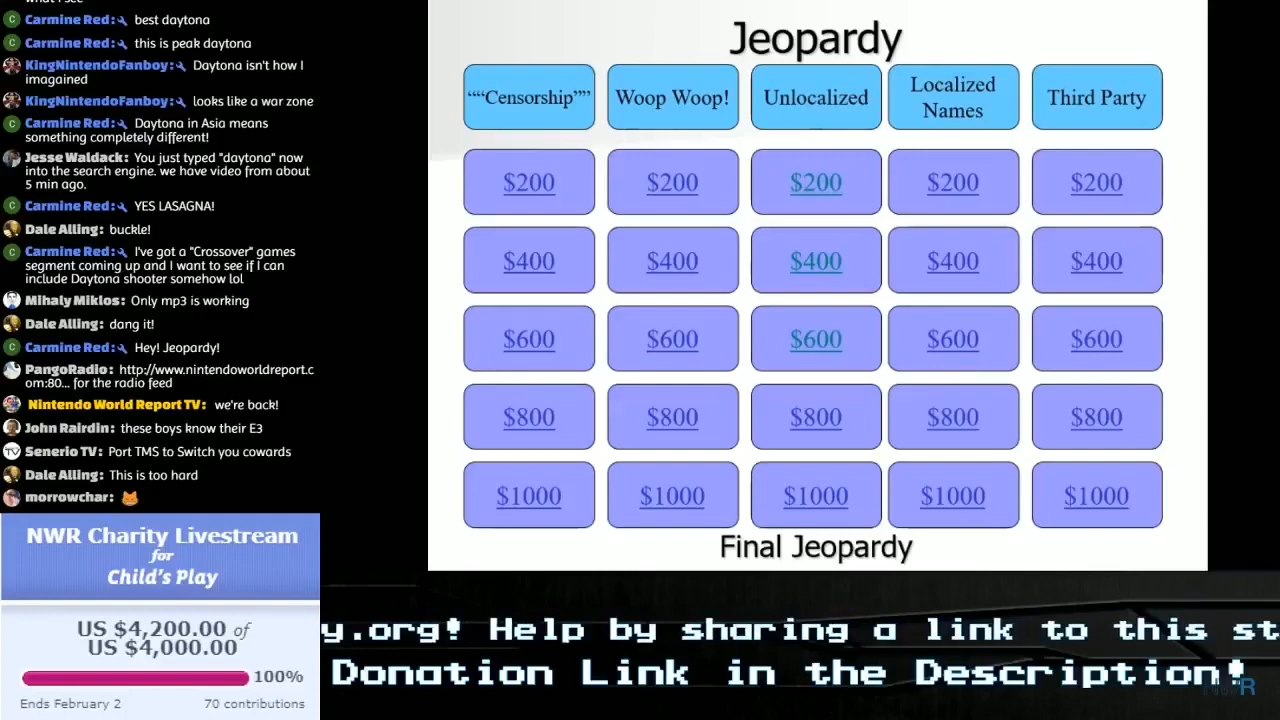 what I see!
Carmine Red: best daytona
Carmine Red: this is peak daytona
KingNintendoFanboy: Daytona isn't how I
imagained
KingNintendoFanboy: looks like a war zone
Carmine Red: Daytona in Asia means
something completely different!
Jesse Waldack: You just typed "daytona" now
into the search engine. we have video from about
5 min ago.
Carmine Red: YES LASAGNA!
Dale Alling: buckle!
Carmine Red: I've got a "Crossover" games
segment coming up and I want to see if I can
include Daytona shooter somehow lol
Mihaly Miklos: Only mp3 is working
Dale Alling: dang it!
Carmine Red: Hey! Jeopardy!
PangoRadio: http://www.nintendoworldreport.c
om:80... for the radio feed
Nintendo World Report TV: we're back!
John Rairdin: these boys know their E3
Senerio TV: Port TMS to Switch you cowards
Dale Alling: This is too hard
morrowchar:
NWR Charity Livestream
for
Child's Play
US $4,200.00 of
US $4,000.00
100%
Ends February 2 70 contributions
Jeopardy
““Censorship”” Woop Woop! Unlocalized Localized Names Third Party
$200 $200 $200 $200 $200
$400 $400 $400 $400 $400
$600 $600 $600 $600 $600
$800 $800 $800 $800 $800
$1000 $1000 $1000 $1000 $1000
Final Jeopardy
y.org! Help by sharing a link to this st
Donation Link in the Description!
NWR